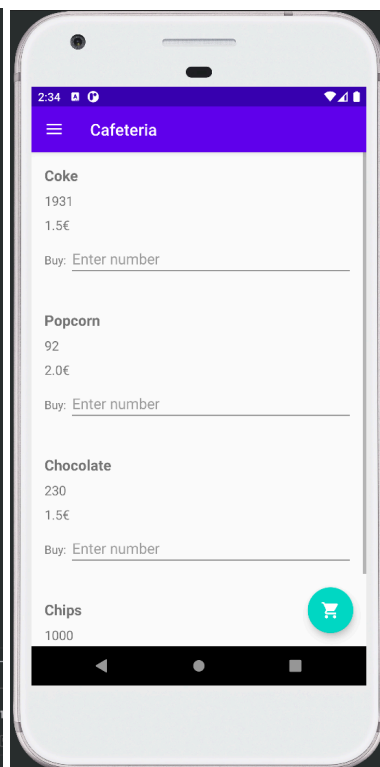 2:34
Cafeteria
Coke
1931
1.5€
Buy: Enter number
Popcorn
92
2.0€
Buy: Enter number
Chocolate
230
1.5€
Buy: Enter number
Chips
1000